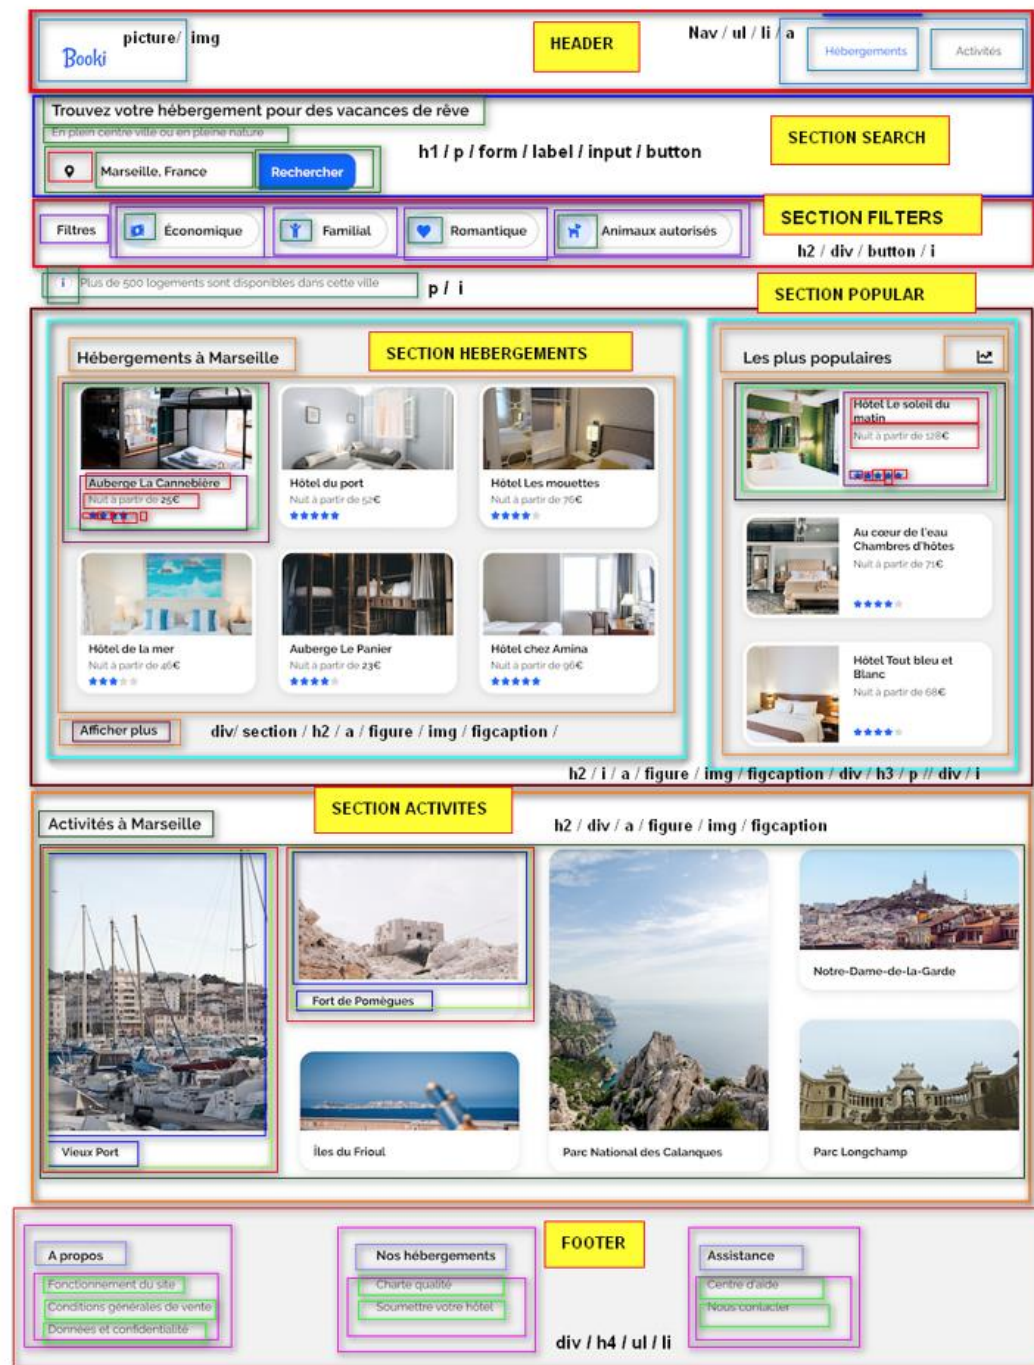 picture/ img
Booki
HEADER
Nav / ul / li / a
Hébergements
Activités
Trouvez votre hébergement pour des vacances de rêve
En plein centre ville ou en pleine nature
Marseille, France
Rechercher
h1 / p / form / label / input / button
SECTION SEARCH
Filtres
Économique
Familial
Romantique
Animaux autorisés
SECTION FILTERS
h2 / div / button / i
i Plus de 500 logements sont disponibles dans cette ville
p / i
SECTION POPULAR
Hébergements à Marseille
SECTION HEBERGEMENTS
Auberge La Cannebière
Nuit à partir de 25€
Hôtel du port
Nuit à partir de 52€
Hôtel Les mouettes
Nuit à partir de 76€
Hôtel de la mer
Nuit à partir de 46€
Auberge Le Panier
Nuit à partir de 23€
Hôtel chez Amina
Nuit à partir de 96€
Afficher plus
div/ section / h2 / a / figure / img / figcaption /
Les plus populaires
Hôtel Le soleil du
matin
Nuit à partir de 128€
Au cœur de l'eau
Chambres d'hôtes
Nuit à partir de 71€
Hôtel Tout bleu et
Blanc
Nuit à partir de 68€
h2 / i / a / figure / img / figcaption / div / h3 / p // div / i
SECTION ACTIVITES
Activités à Marseille
h2 / div / a / figure / img / figcaption
Vieux Port
Fort de Pomègues
Îles du Frioul
Parc National des Calanques
Notre-Dame-de-la-Garde
Parc Longchamp
FOOTER
A propos
Fonctionnement du site
Conditions générales de vente
Données et confidentialité
Nos hébergements
Charte qualité
Soumettre votre hôtel
Assistance
Centre d'aide
Nous contacter
div / h4 / ul / li